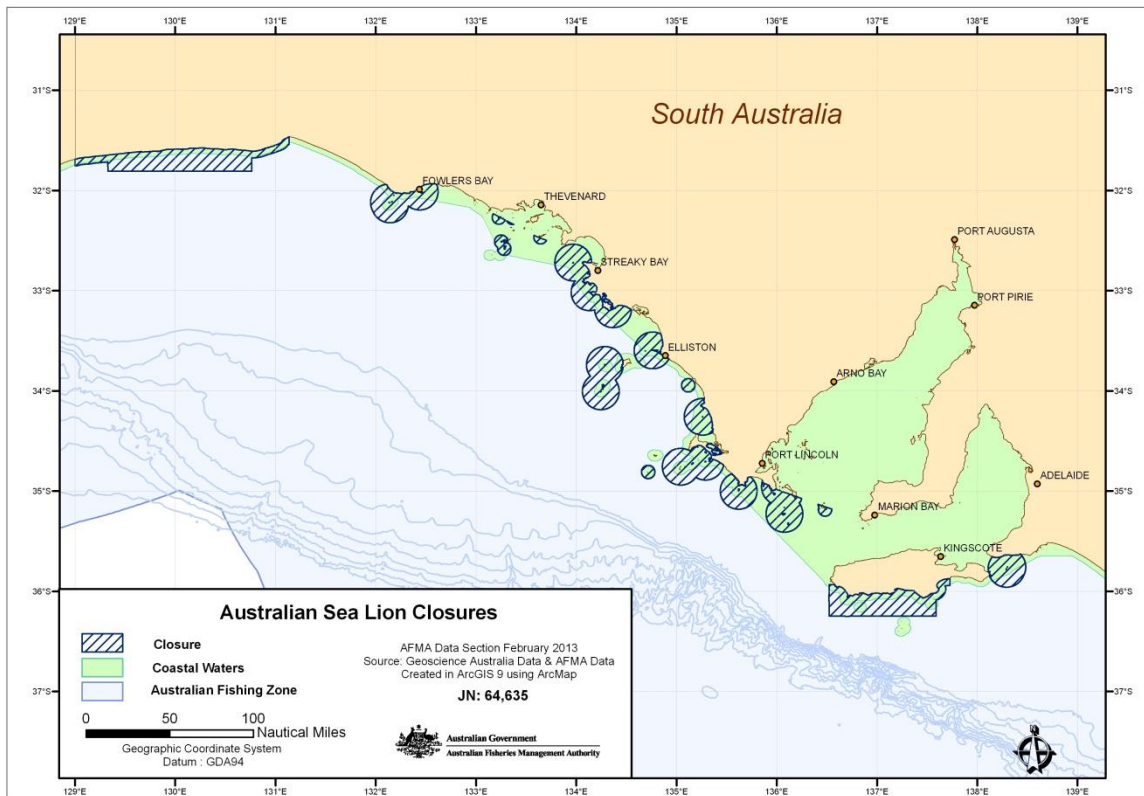 129°E 130°E 131°E 132°E 133°E 134°E 135°E 136°E 137°E 138°E 139°E
31°S 31°S
South Australia
32°S 32°S
FOWLERS BAY
THEVENARD
PORT AUGUSTA
STREAKY BAY
33°S 33°S
PORT PIRIE
ELLISTON
ARNO BAY
34°S 34°S
PORT LINCOLN
ADELAIDE
35°S 35°S
MARION BAY
KINGSCOTE
36°S 36°S
Australian Sea Lion Closures
Closure
Coastal Waters
Australian Fishing Zone
AFMA Data Section February 2013
Source: Geoscience Australia Data & AFMA Data
Created in ArcGIS 9 using ArcMap
JN: 64,635
37°S 37°S
0 50 100
Nautical Miles
Geographic Coordinate System
Datum : GDA94
Australian Government
Australian Fisheries Management Authority
129°E 130°E 131°E 132°E 133°E 134°E 135°E 136°E 137°E 138°E 139°E